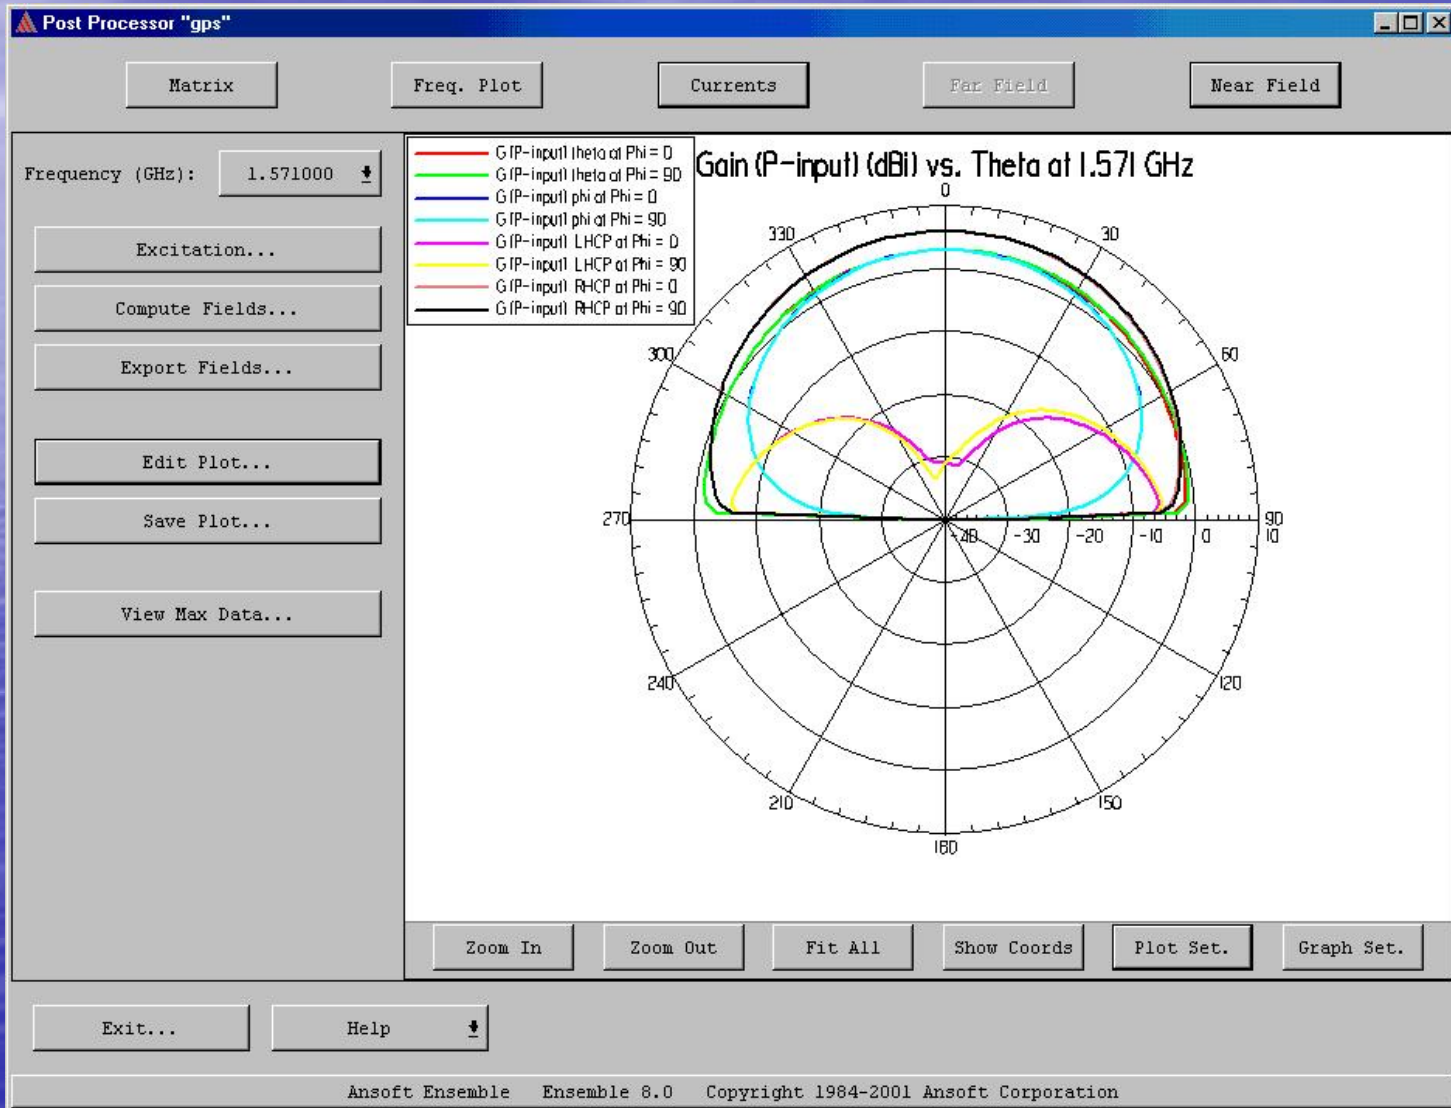 Post Processor "gps"
Matrix
Freq. Plot
Currents
Far Field
Near Field
Frequency (GHz):
1.571000
Excitation...
Compute Fields...
Export Fields...
Edit Plot...
Save Plot...
View Max Data...
G (P-input) theta at Phi = 0
G (P-input) theta at Phi = 90
G (P-input) phi at Phi = 0
G (P-input) phi at Phi = 90
G (P-input) LHCP at Phi = 0
G (P-input) LHCP at Phi = 90
G (P-input) RHCP at Phi = 0
G (P-input) RHCP at Phi = 90
Gain (P-input) (dBi) vs. Theta at 1.571 GHz
0
330
30
300
60
270
90
-40
-30
-20
-10
0
10
240
120
210
150
180
Zoom In
Zoom Out
Fit All
Show Coords
Plot Set.
Graph Set.
Exit...
Help
Ansoft Ensemble Ensemble 8.0 Copyright 1984-2001 Ansoft Corporation